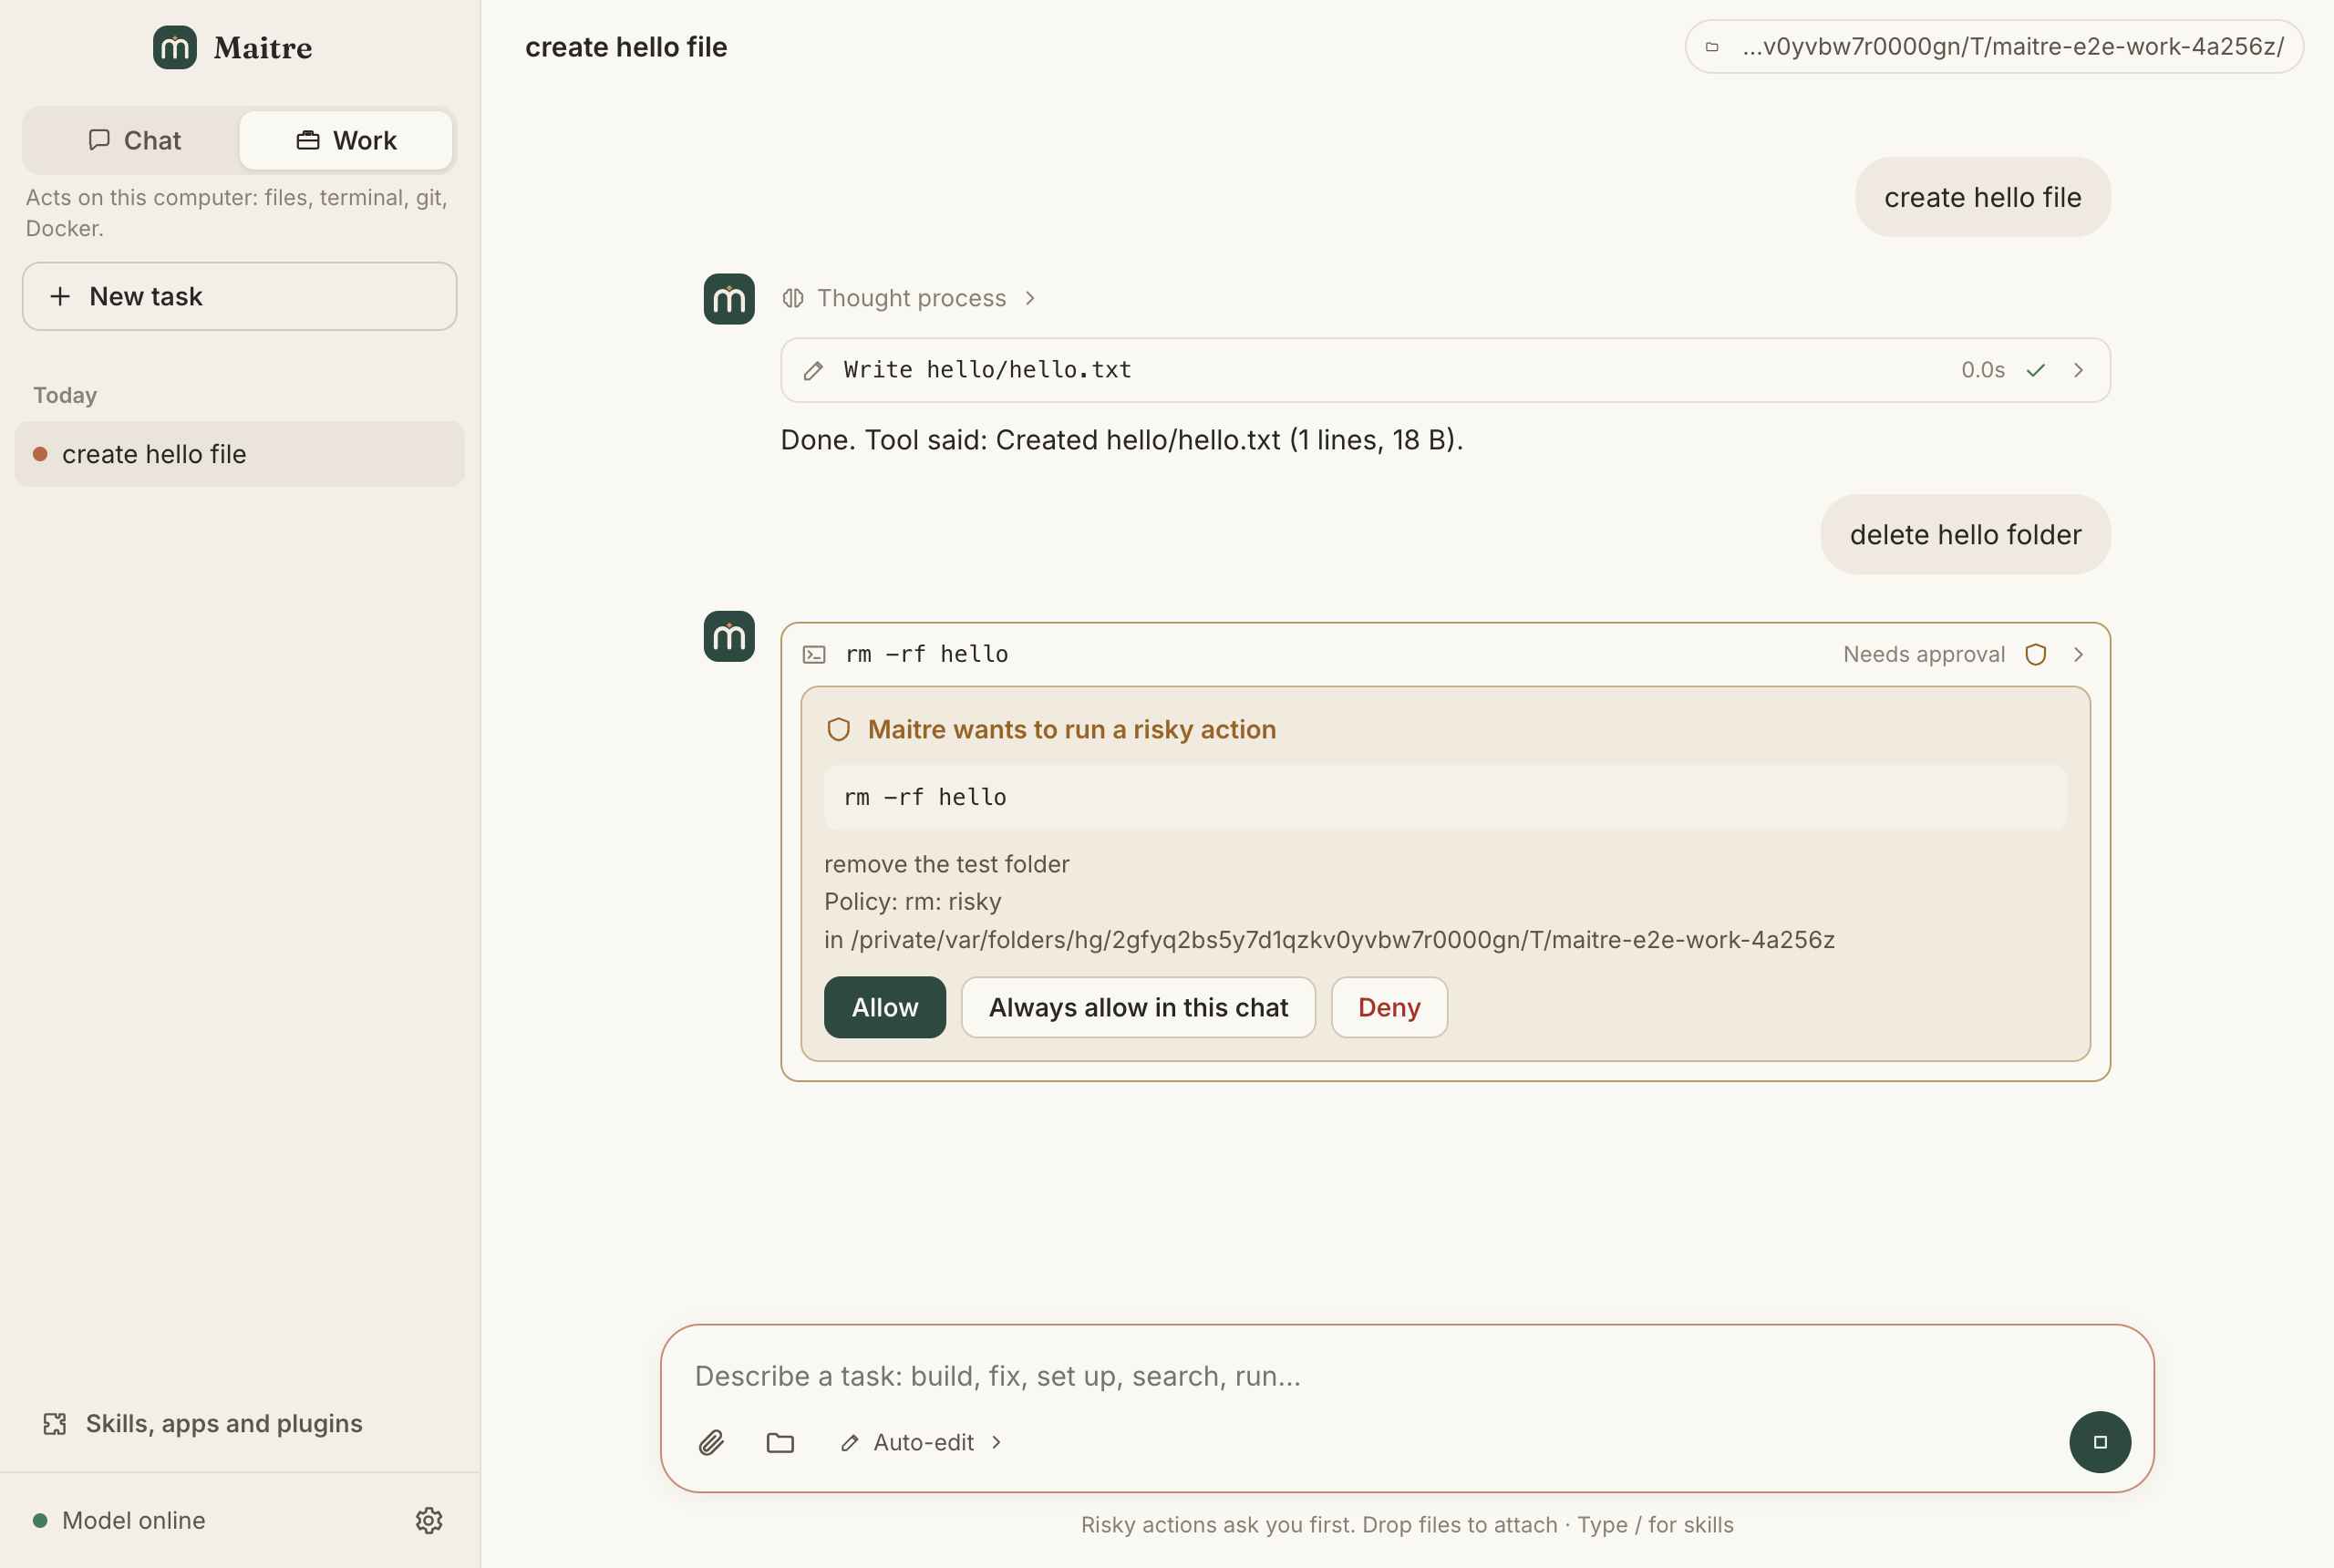 Maitre
Chat
Work
Acts on this computer: files, terminal, git,
Docker.
New task
Today
create hello file
Skills, apps and plugins
Model online
create hello file
...v0yvbw7r0000gn/T/maitre-e2e-work-4a256z/
create hello file
Thought process
Write hello/hello.txt
0.0s
Done. Tool said: Created hello/hello.txt (1 lines, 18 B).
delete hello folder
rm -rf hello
Needs approval
Maitre wants to run a risky action
rm -rf hello
remove the test folder
Policy: rm: risky
in /private/var/folders/hg/2gfyq2bs5y7d1qzkv0yvbw7r0000gn/T/maitre-e2e-work-4a256z
Allow
Always allow in this chat
Deny
Describe a task: build, fix, set up, search, run...
Auto-edit
Risky actions ask you first. Drop files to attach · Type / for skills